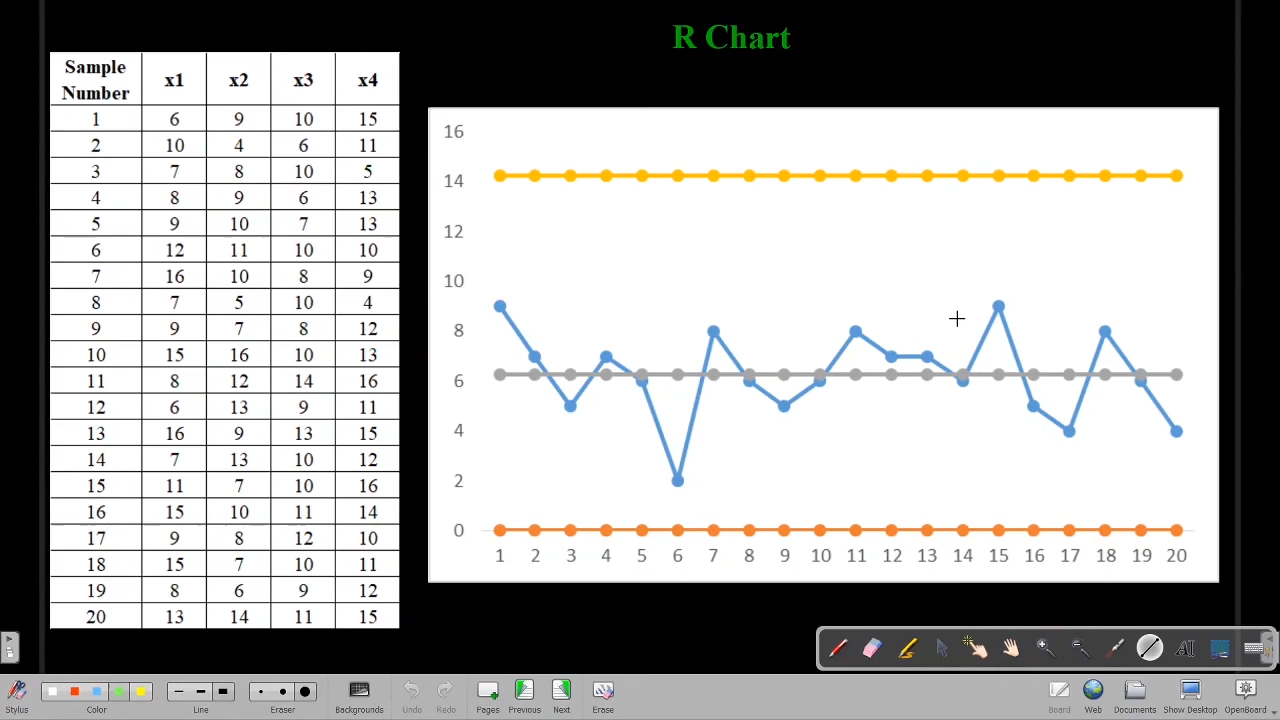 R Chart
Sample Number x1 x2 x3 x4
1 6 9 10 15
2 10 4 6 11
3 7 8 10 5
4 8 9 6 13
5 9 10 7 13
6 12 11 10 10
7 16 10 8 9
8 7 5 10 4
9 9 7 8 12
10 15 16 10 13
11 8 12 14 16
12 6 13 9 11
13 16 9 13 15
14 7 13 10 12
15 11 7 10 16
16 15 10 11 14
17 9 8 12 10
18 15 7 10 11
19 8 6 9 12
20 13 14 11 15
16
14
12
10
8
6
4
2
0
1 2 3 4 5 6 7 8 9 10 11 12 13 14 15 16 17 18 19 20
AI
Stylus Color Line Eraser Backgrounds Undo Redo Pages Previous Next Erase Board Web Documents Show Desktop OpenBoard